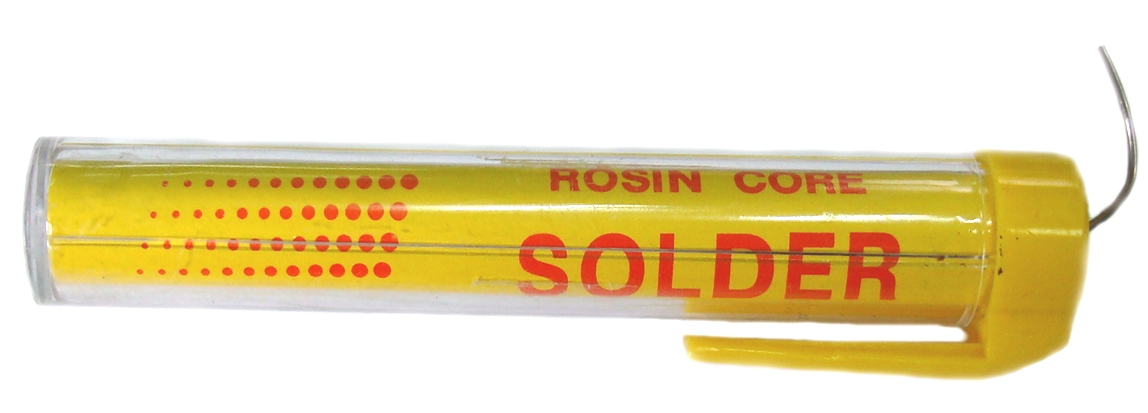 ROSIN CORE
SOLDER